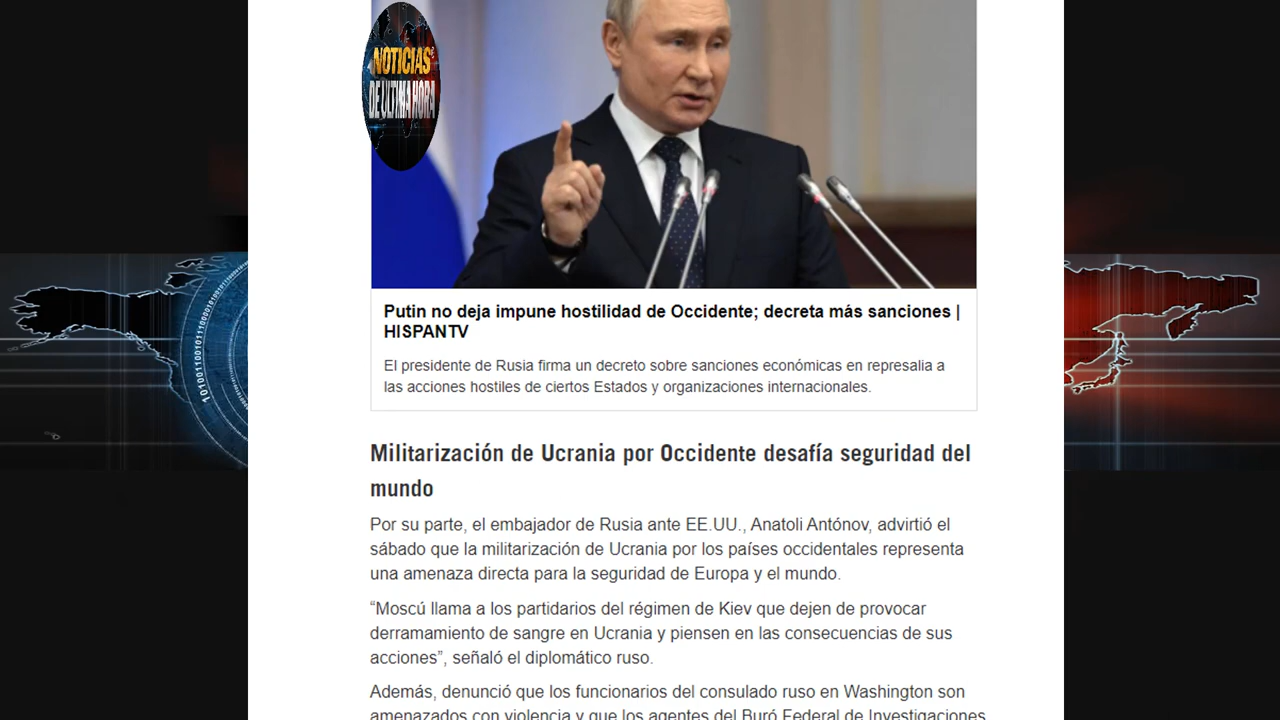 NOTICIAS
DE ULTIMA HORA
Putin no deja impune hostilidad de Occidente; decreta más sanciones |
HISPANTV
El presidente de Rusia firma un decreto sobre sanciones económicas en represalia a
las acciones hostiles de ciertos Estados y organizaciones internacionales.
Militarización de Ucrania por Occidente desafía seguridad del
mundo
Por su parte, el embajador de Rusia ante EE.UU., Anatoli Antónov, advirtió el
sábado que la militarización de Ucrania por los países occidentales representa
una amenaza directa para la seguridad de Europa y el mundo.
“Moscú llama a los partidarios del régimen de Kiev que dejen de provocar
derramamiento de sangre en Ucrania y piensen en las consecuencias de sus
acciones”, señaló el diplomático ruso.
Además, denunció que los funcionarios del consulado ruso en Washington son
amenazados con violencia y que los agentes del Buró Federal de Investigaciones